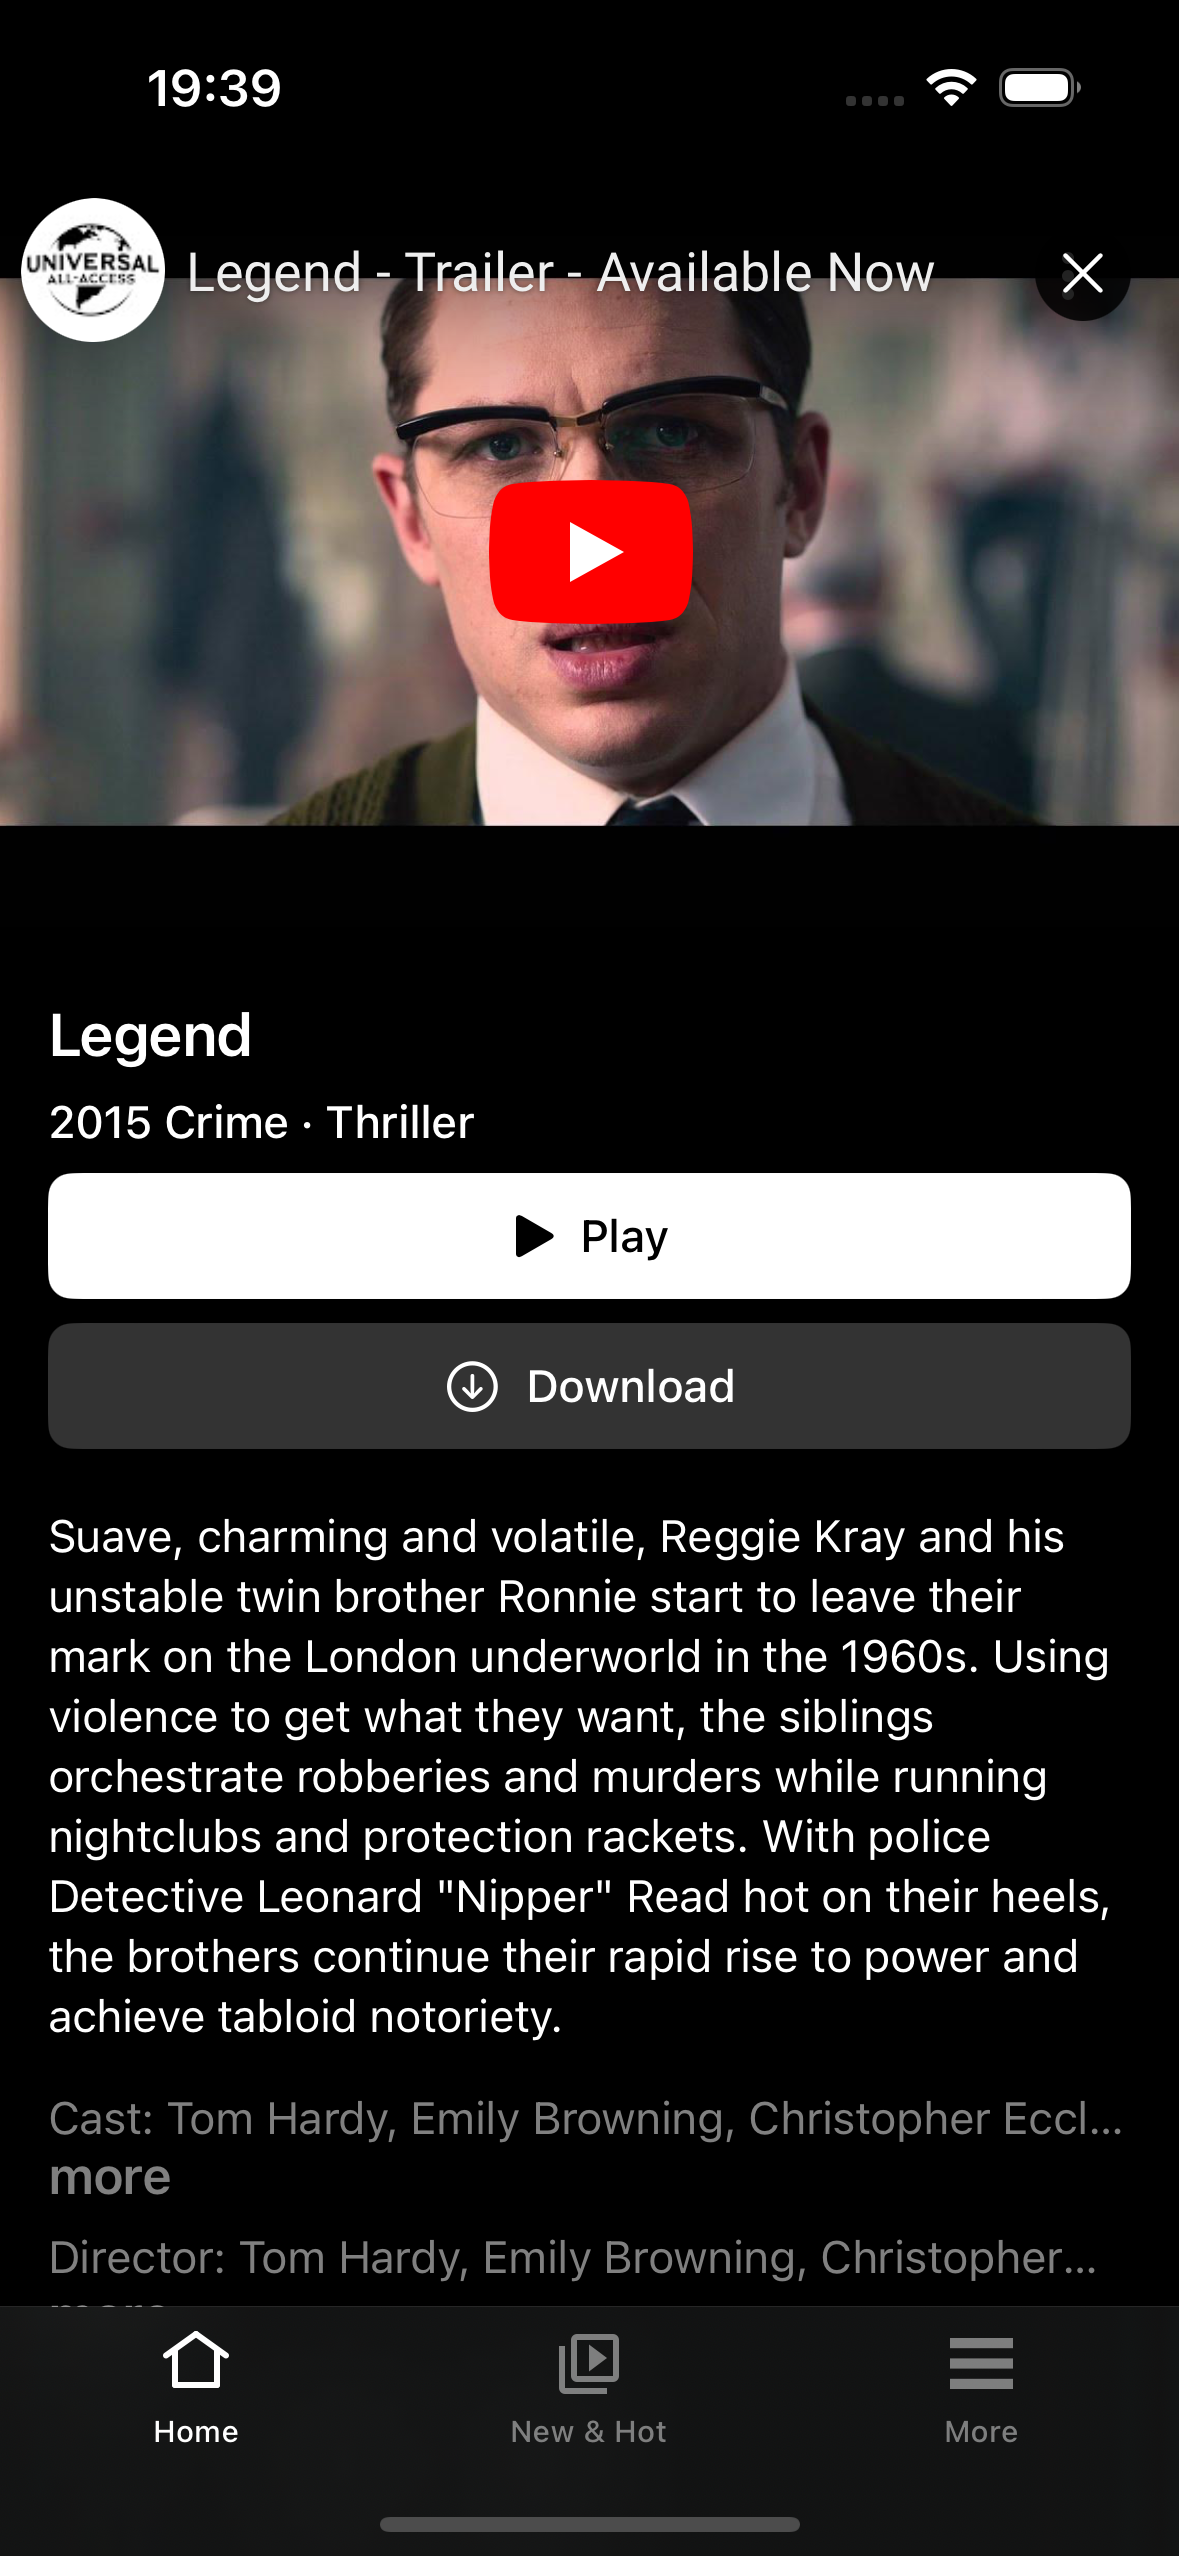 19:39
UNIVERSAL
ALL-ACCESS
Legend - Trailer - Available Now
Legend
2015 Crime · Thriller
Play
Download
Suave, charming and volatile, Reggie Kray and his
unstable twin brother Ronnie start to leave their
mark on the London underworld in the 1960s. Using
violence to get what they want, the siblings
orchestrate robberies and murders while running
nightclubs and protection rackets. With police
Detective Leonard "Nipper" Read hot on their heels,
the brothers continue their rapid rise to power and
achieve tabloid notoriety.
Cast: Tom Hardy, Emily Browning, Christopher Eccl...
more
Director: Tom Hardy, Emily Browning, Christopher...
Home
New & Hot
More